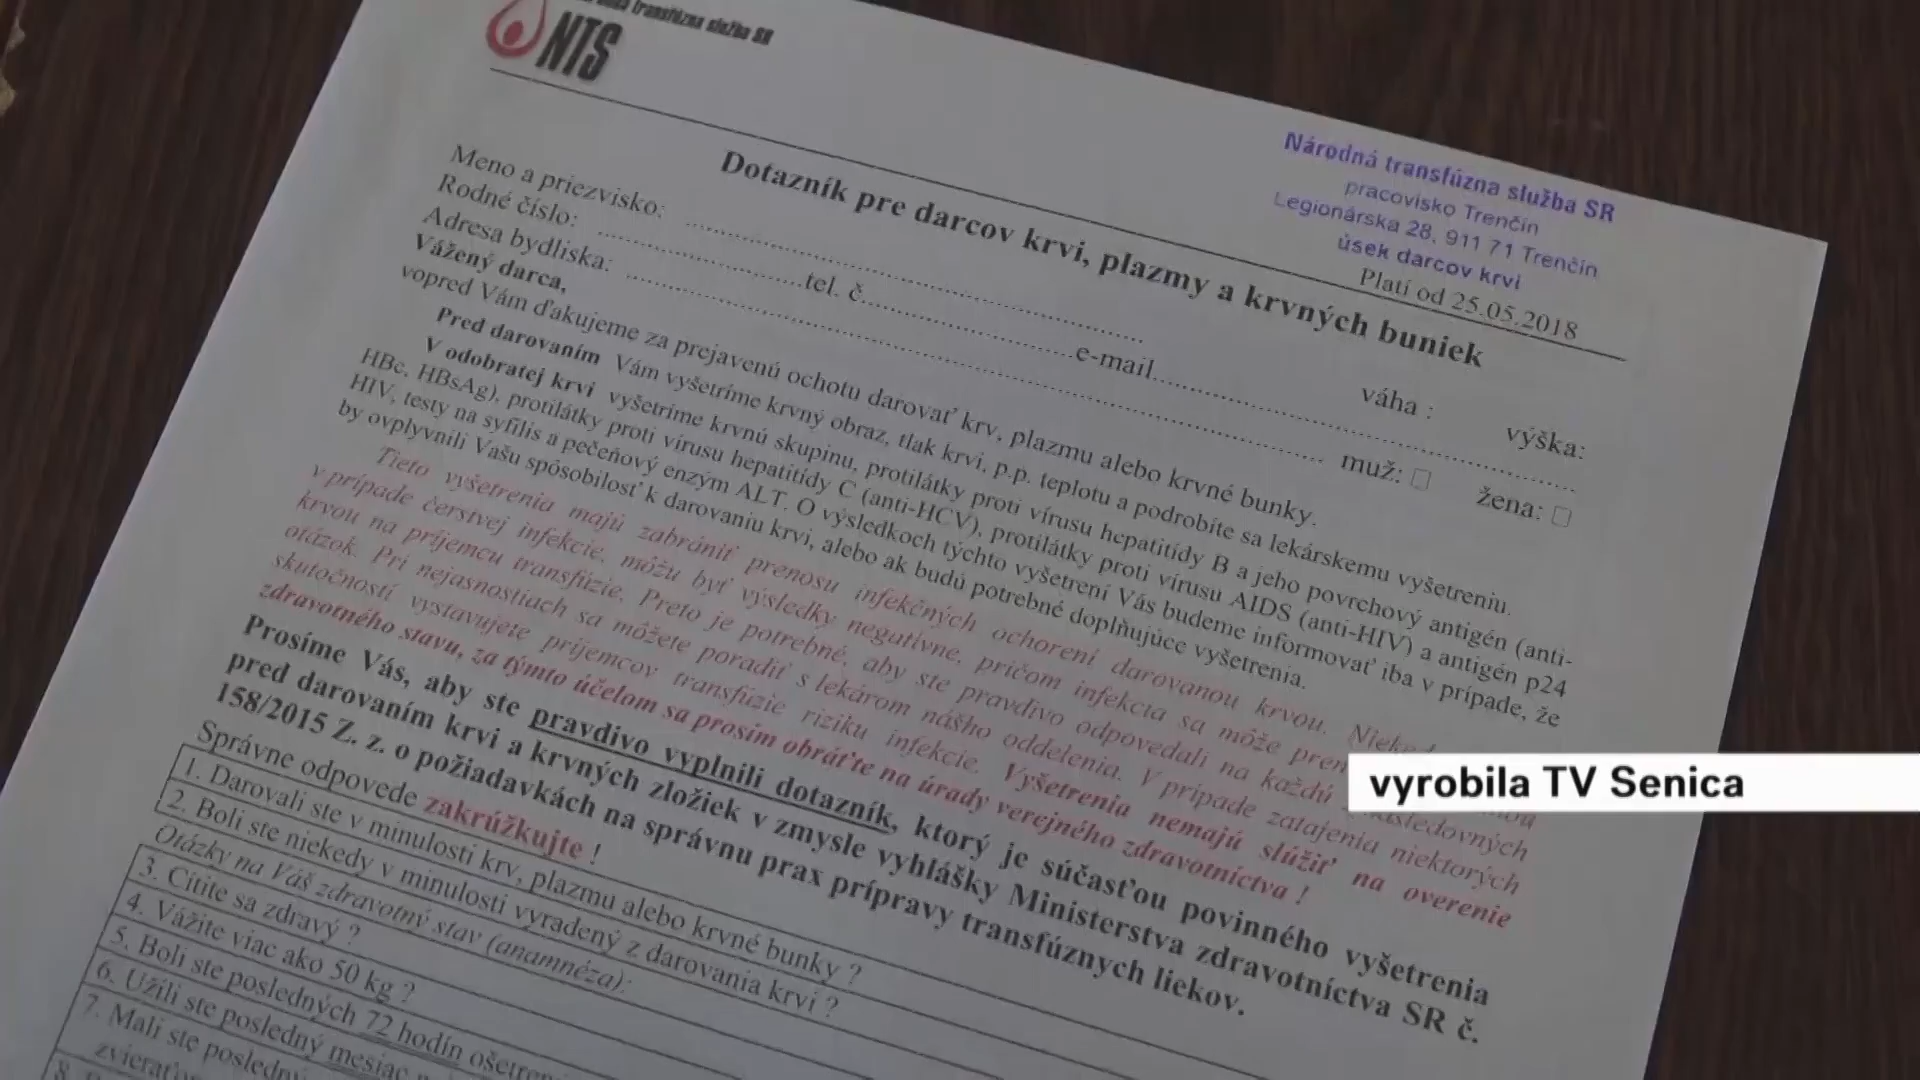 transfúzna služba SR
NTS
Národná transfúzna služba SR
pracovisko Trenčín
Legionárska 28, 911 71 Trenčín
úsek darcov krvi
Platí od 25.05.2018
Dotazník pre darcov krvi, plazmy a krvných buniek
Meno a priezvisko: váha : výška:
Rodné číslo: tel. č. e-mail
Adresa bydliska: muž: □ žena: □
Vážený darca,
vopred Vám ďakujeme za prejavenú ochotu darovať krv, plazmu alebo krvné bunky.
Pred darovaním Vám vyšetríme krvný obraz, tlak krvi, p.p. teplotu a podrobíte sa lekárskemu vyšetreniu.
V odobratej krvi vyšetríme krvnú skupinu, protilátky proti vírusu hepatitídy B a jeho povrchový antigén (anti-
HBc, HBsAg), protilátky proti vírusu hepatitídy C (anti-HCV), protilátky proti vírusu AIDS (anti-HIV) a antigén p24
HIV, testy na syfilis a pečeňový enzým ALT. O výsledkoch týchto vyšetrení Vás budeme informovať iba v prípade, že
by ovplyvnili Vašu spôsobilosť k darovaniu krvi, alebo ak budú potrebné doplňujúce vyšetrenia.
Tieto vyšetrenia majú zabrániť prenosu infekčných ochorení darovanou krvou.
v prípade čerstvej infekcie, môžu byť výsledky negatívne, pričom infekcia sa môže
krvou na príjemcu transfúzie. Preto je potrebné, aby ste pravdivo odpovedali na každú
otázok. Pri nejasnostiach sa môžete poradiť s lekárom nášho oddelenia. V prípade zatajenia niektorých
skutočností vystavujete príjemcov transfúzie riziku infekcie. Vyšetrenia nemajú slúžiť na overenie
zdravotného stavu, za týmto účelom sa prosím obráťte na úrady verejného zdravotníctva !
Prosíme Vás, aby ste pravdivo vyplnili dotazník, ktorý je súčasťou povinného vyšetrenia
pred darovaním krvi a krvných zložiek v zmysle vyhlášky Ministerstva zdravotníctva SR č.
158/2015 Z. z. o požiadavkách na správnu prax prípravy transfúznych liekov.
Správne odpovede zakrúžkujte !
1. Darovali ste v minulosti krv, plazmu alebo krvné bunky ?
2. Boli ste niekedy v minulosti vyradený z darovania krvi ?
Otázky na Váš zdravotný stav (anamnéza):
3. Cítite sa zdravý ?
4. Vážite viac ako 50 kg ?
5. Boli ste posledných 72 hodín
6. Užili ste posledný mesiac
7. Mali ste posledný
8.
vyrobila TV Senica